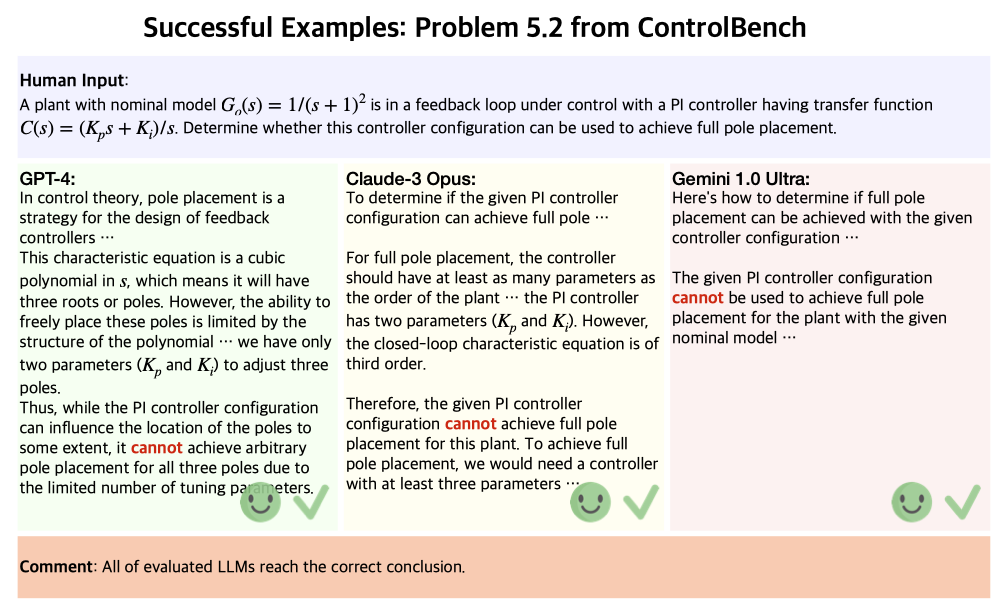 Successful Examples: Problem 5.2 from ControlBench
Human Input:
A plant with nominal model G_o(s) = 1/(s + 1)^2 is in a feedback loop under control with a PI controller having transfer function
C(s) = (K_p s + K_i)/s. Determine whether this controller configuration can be used to achieve full pole placement.
GPT-4:
In control theory, pole placement is a
strategy for the design of feedback
controllers ⋯
This characteristic equation is a cubic
polynomial in s, which means it will have
three roots or poles. However, the ability to
freely place these poles is limited by the
structure of the polynomial ⋯ we have only
two parameters (K_p and K_i) to adjust three
poles.
Thus, while the PI controller configuration
can influence the location of the poles to
some extent, it cannot achieve arbitrary
pole placement for all three poles due to
the limited number of tuning parameters.
Claude-3 Opus:
To determine if the given PI controller
configuration can achieve full pole ⋯
For full pole placement, the controller
should have at least as many parameters as
the order of the plant ⋯ the PI controller
has two parameters (K_p and K_i). However,
the closed-loop characteristic equation is of
third order.
Therefore, the given PI controller
configuration cannot achieve full pole
placement for this plant. To achieve full
pole placement, we would need a controller
with at least three parameters ⋯
Gemini 1.0 Ultra:
Here's how to determine if full pole
placement can be achieved with the given
controller configuration ⋯
The given PI controller configuration
cannot be used to achieve full pole
placement for the plant with the given
nominal model ⋯
Comment: All of evaluated LLMs reach the correct conclusion.